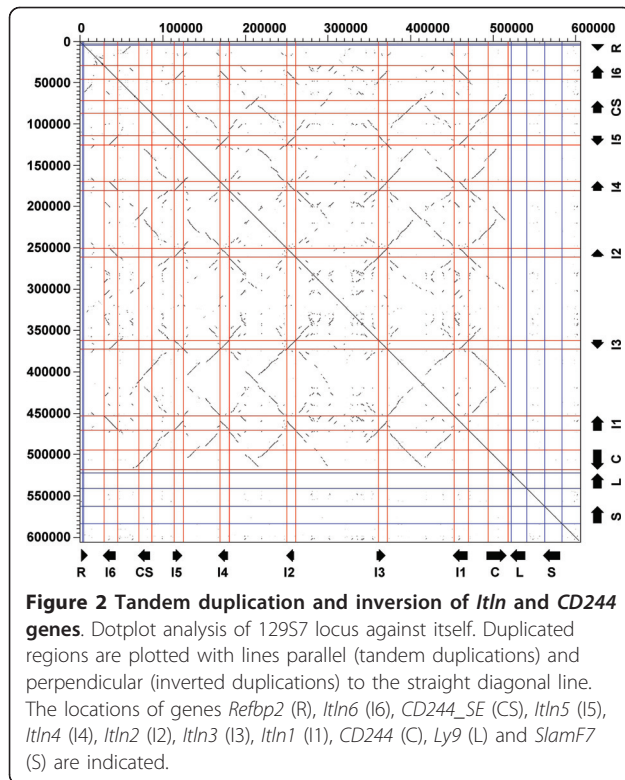 0 100000 200000 300000 400000 500000 600000
0
50000
100000
150000
200000
250000
300000
350000
400000
450000
500000
550000
600000
R
I6
CS
I5
I4
I2
I3
I1
C
L
S
R I6 CS I5 I4 I2 I3 I1 C L S
Figure 2 Tandem duplication and inversion of Itln and CD244
genes. Dotplot analysis of 129S7 locus against itself. Duplicated
regions are plotted with lines parallel (tandem duplications) and
perpendicular (inverted duplications) to the straight diagonal line.
The locations of genes Refbp2 (R), Itln6 (I6), CD244_SE (CS), Itln5 (I5),
Itln4 (I4), Itln2 (I2), Itln3 (I3), Itln1 (I1), CD244 (C), Ly9 (L) and SlamF7
(S) are indicated.